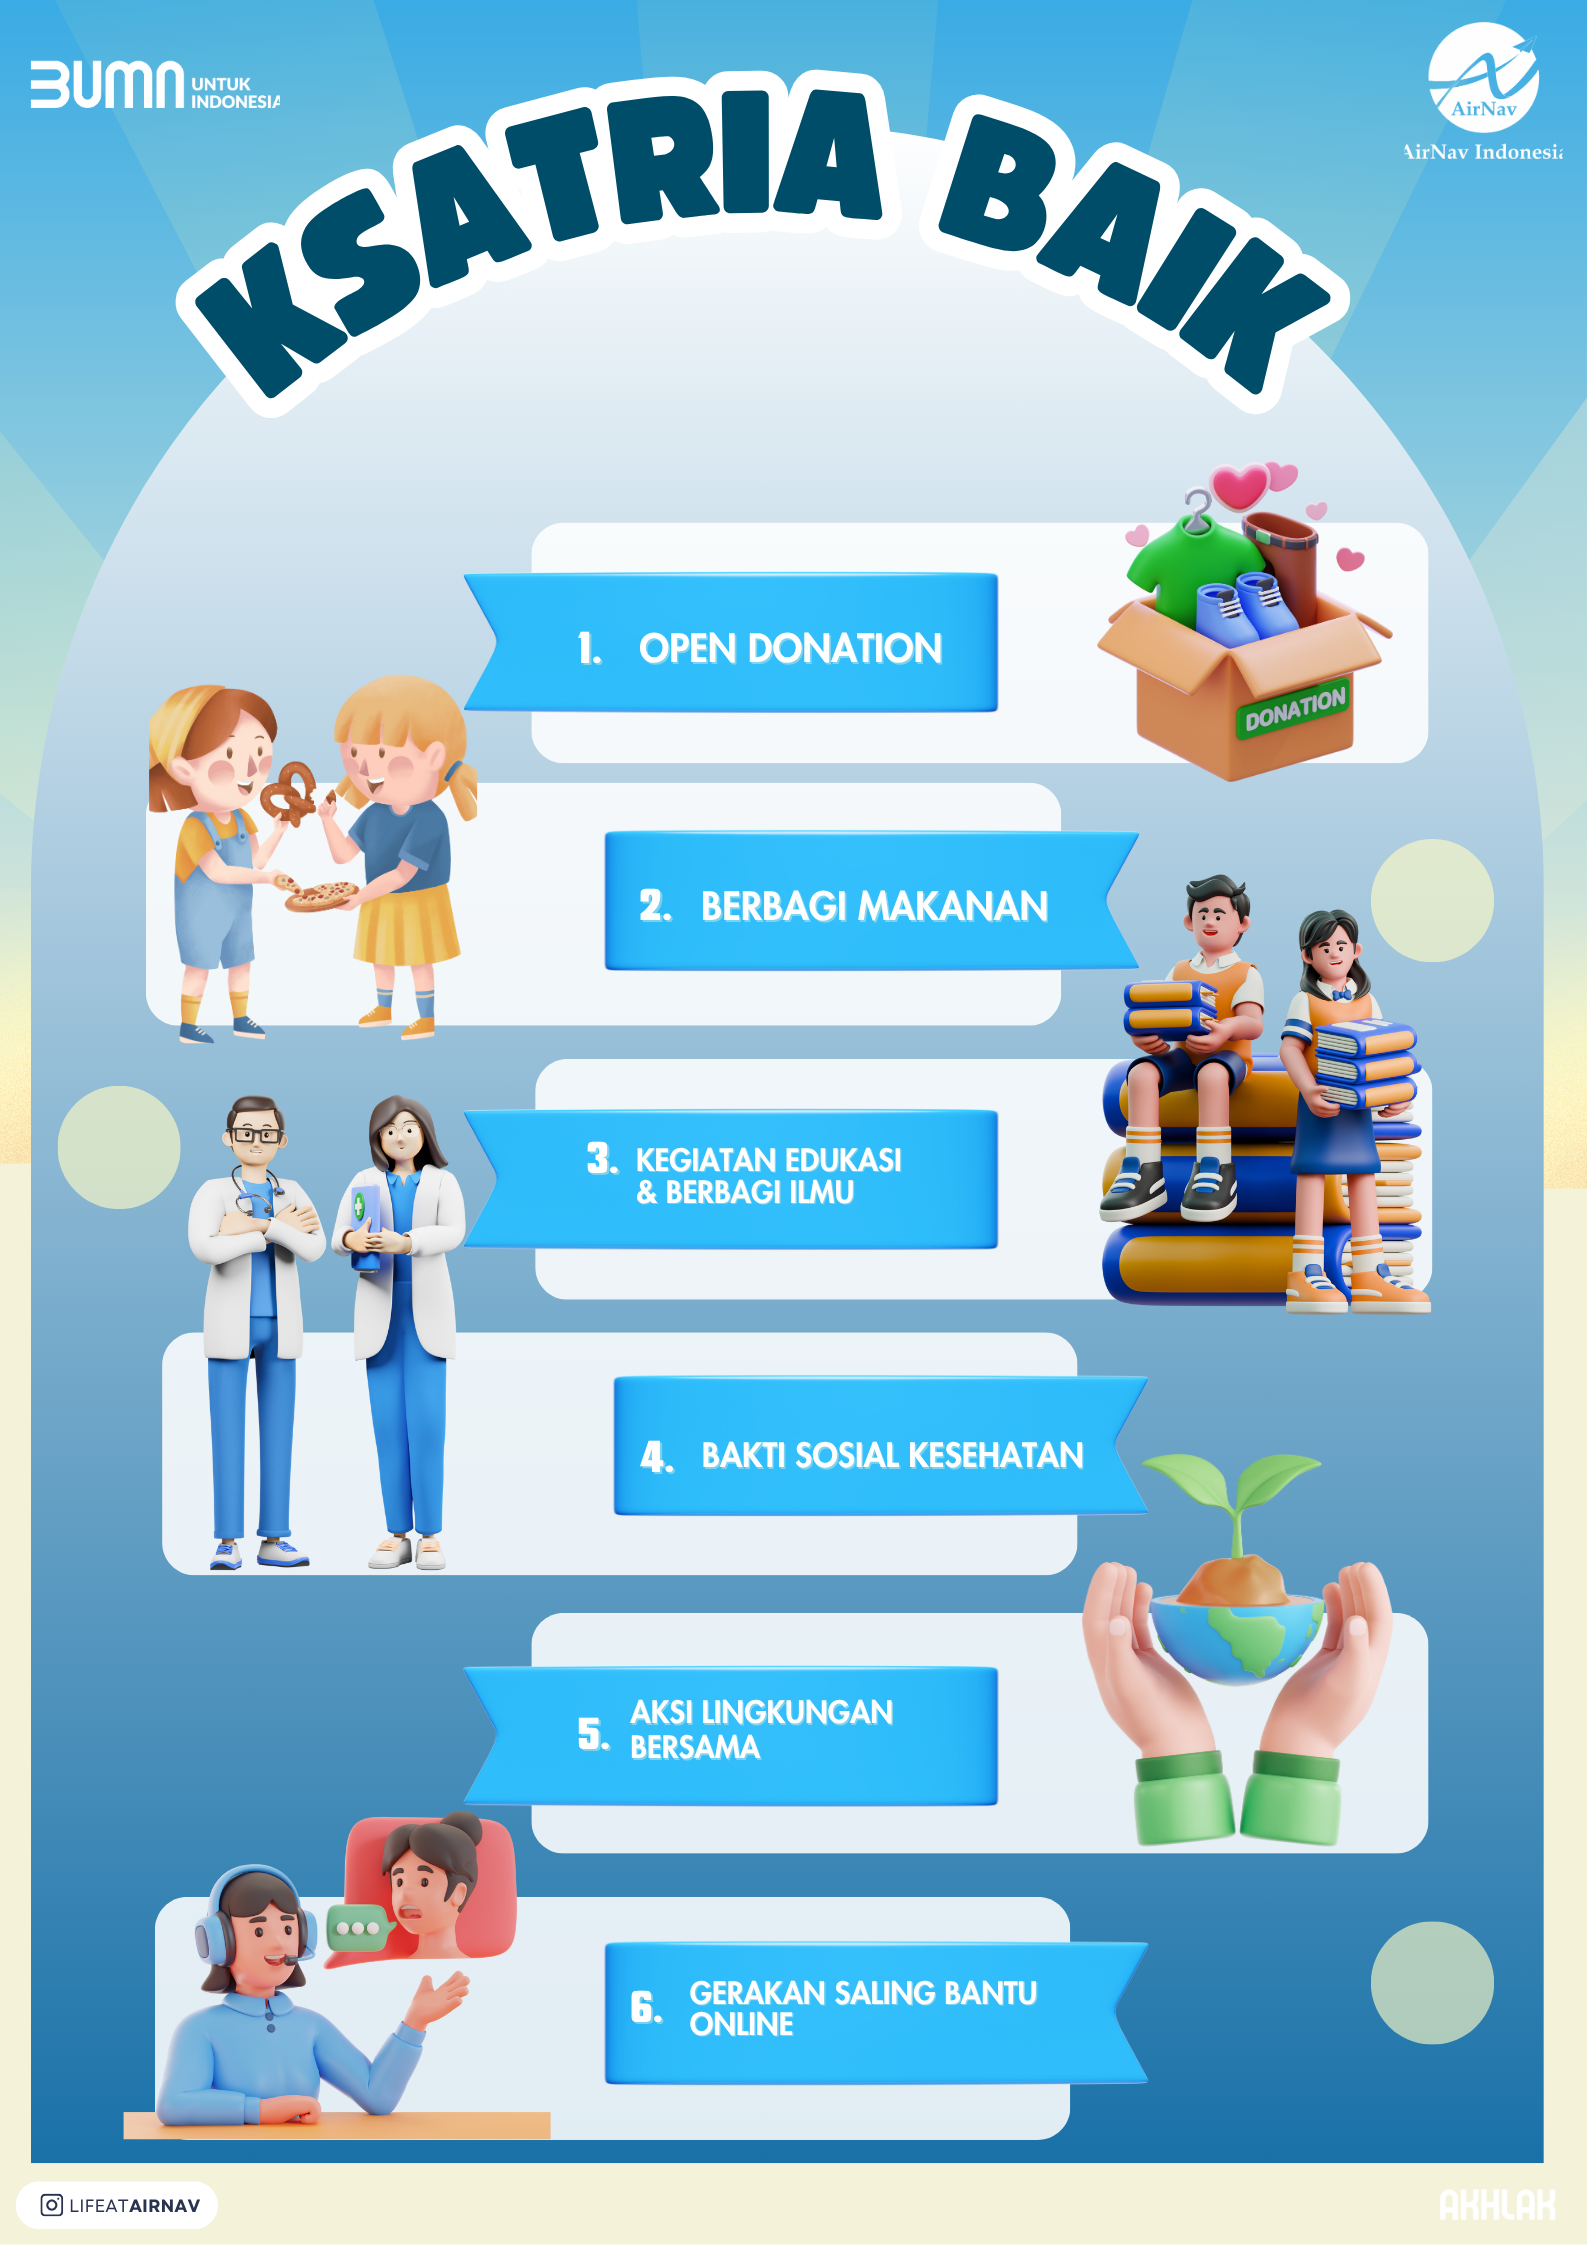 BUMN UNTUK
INDONESIA
AirNav
AirNav Indonesia
KSATRIA BAIK
1. OPEN DONATION
DONATION
2. BERBAGI MAKANAN
3. KEGIATAN EDUKASI
& BERBAGI ILMU
4. BAKTI SOSIAL KESEHATAN
5. AKSI LINGKUNGAN
BERSAMA
6. GERAKAN SALING BANTU
ONLINE
LIFEATAIRNAV
AKHLAK